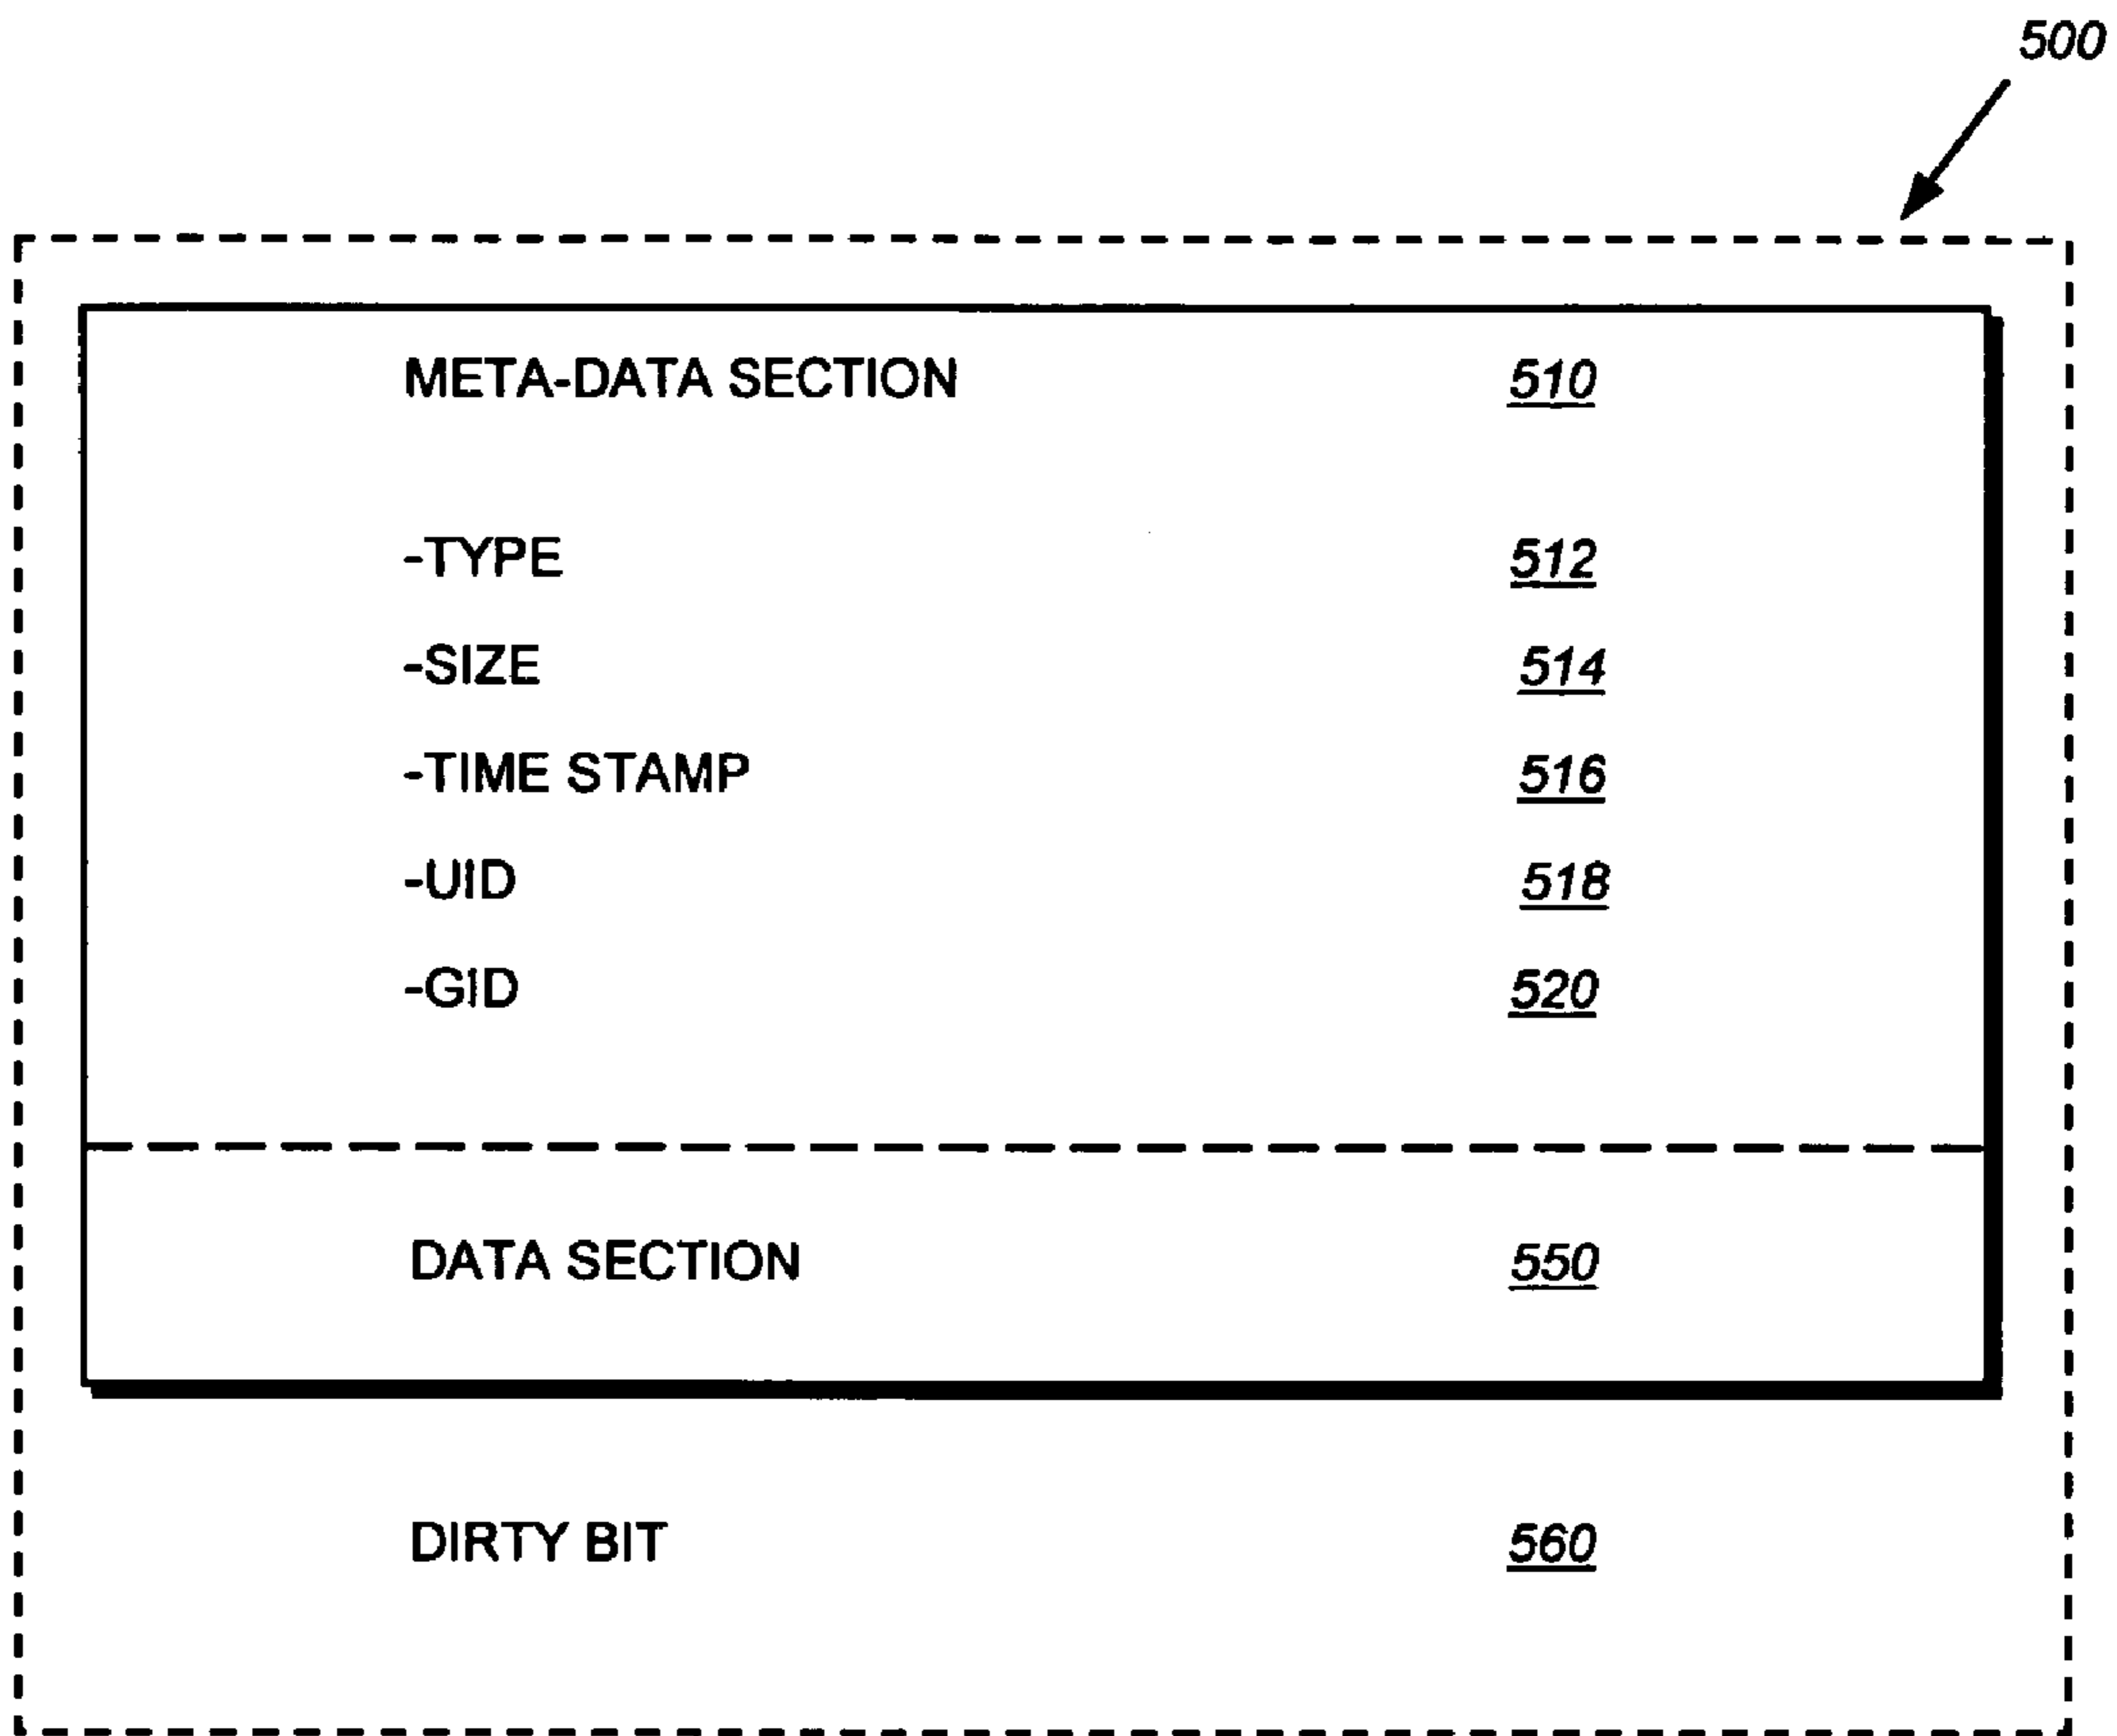 500
META-DATA SECTION 510
-TYPE 512
-SIZE 514
-TIME STAMP 516
-UID 518
-GID 520
DATA SECTION 550
DIRTY BIT 560